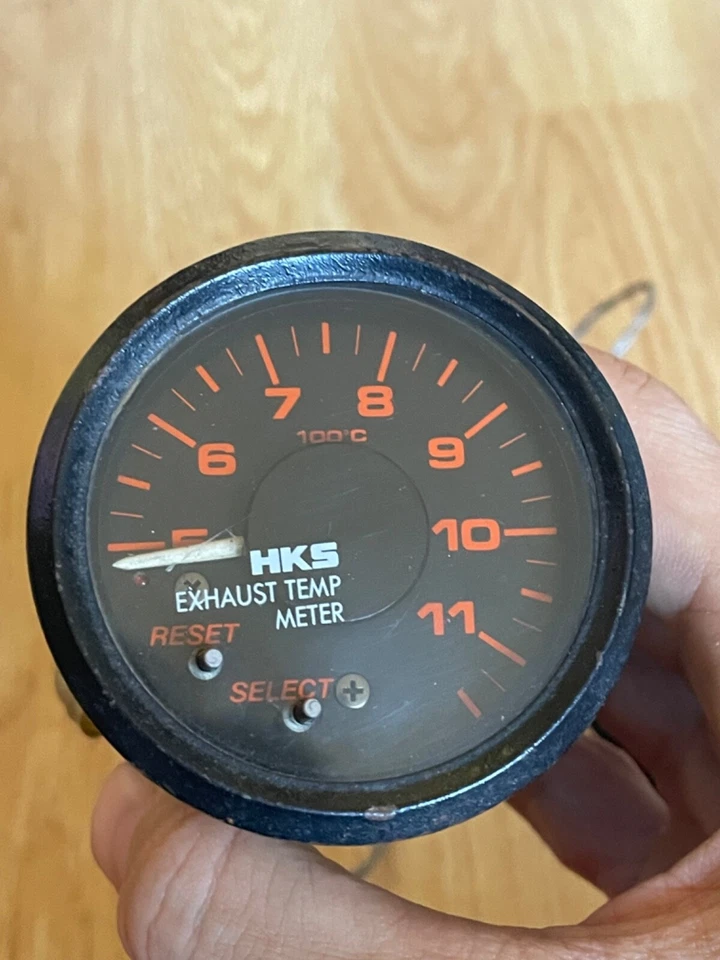 7 8
100°C
6 9
5 10
HKS
EXHAUST TEMP
METER
11
RESET
SELECT